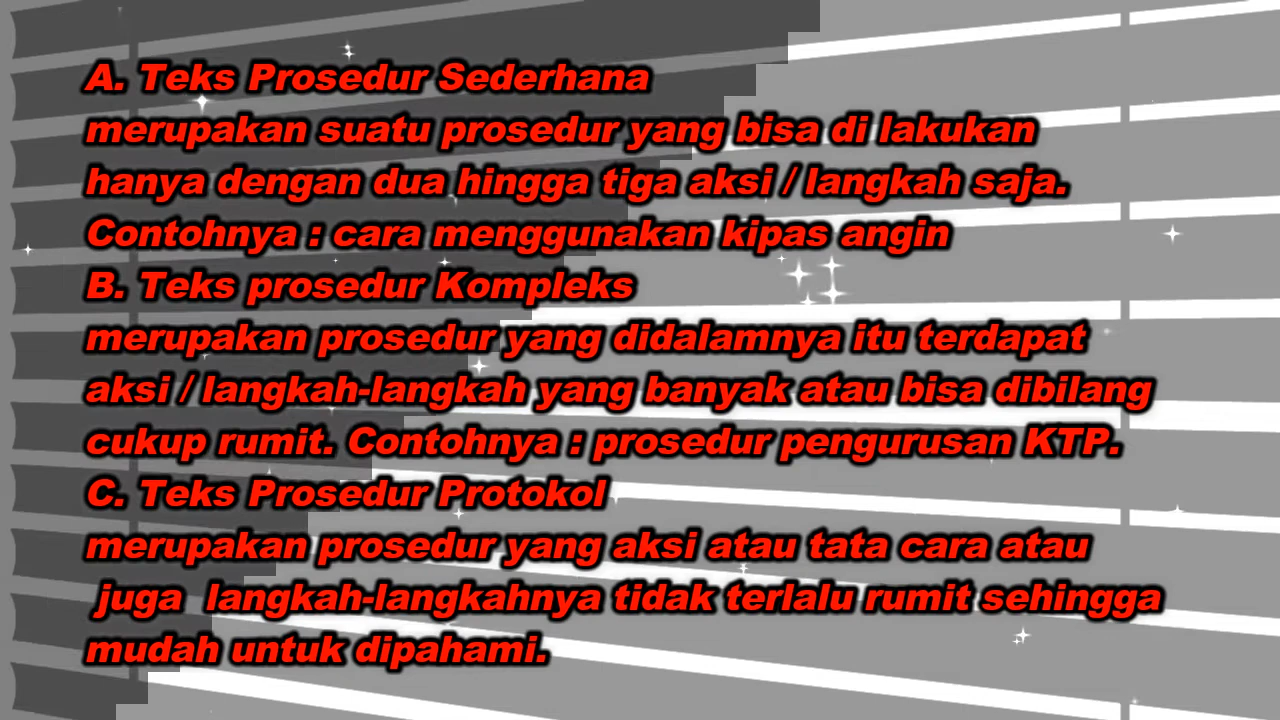 A. Teks Prosedur Sederhana
merupakan suatu prosedur yang bisa di lakukan
hanya dengan dua hingga tiga aksi / langkah saja.
Contohnya : cara menggunakan kipas angin
B. Teks prosedur Kompleks
merupakan prosedur yang didalamnya itu terdapat
aksi / langkah-langkah yang banyak atau bisa dibilang
cukup rumit. Contohnya : prosedur pengurusan KTP.
C. Teks Prosedur Protokol
merupakan prosedur yang aksi atau tata cara atau
juga  langkah-langkahnya tidak terlalu rumit sehingga
mudah untuk dipahami.